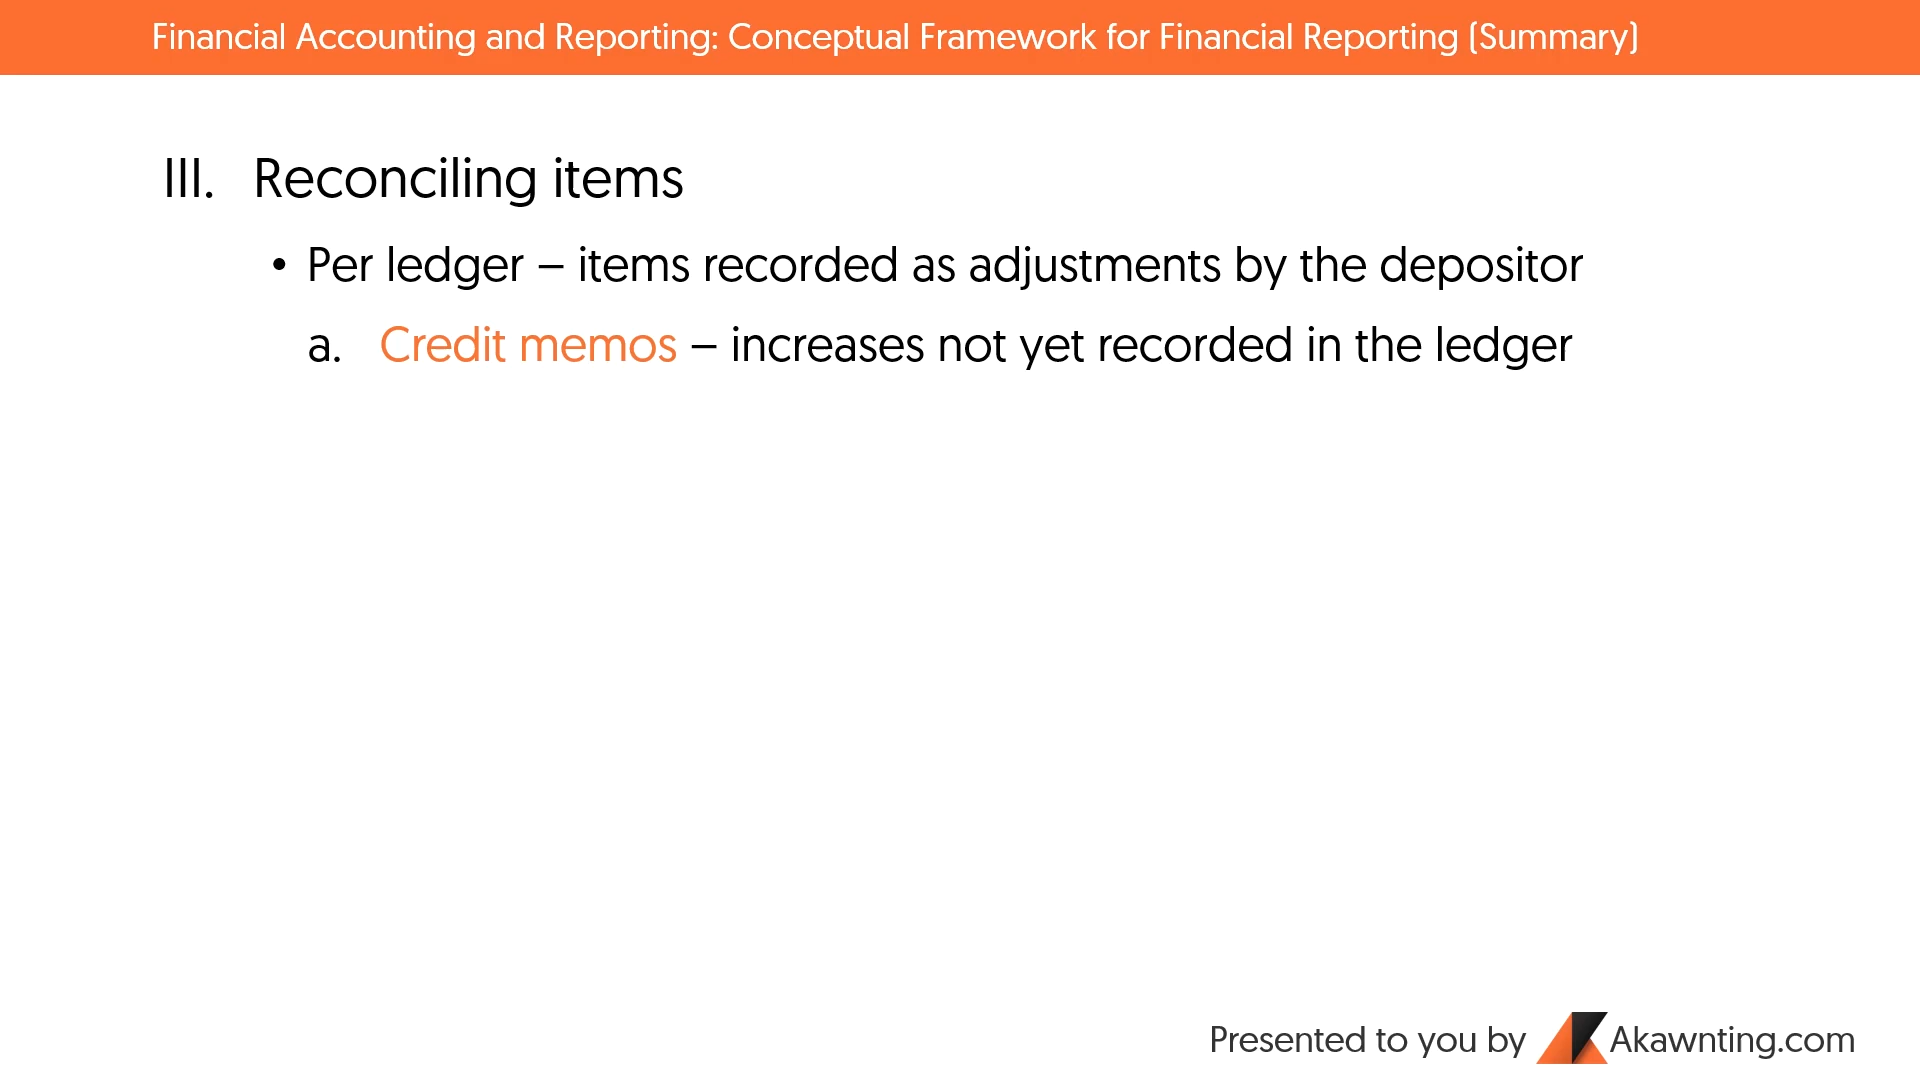 Financial Accounting and Reporting: Conceptual Framework for Financial Reporting (Summary)
III. Reconciling items
• Per ledger – items recorded as adjustments by the depositor
a. Credit memos – increases not yet recorded in the ledger
Presented to you by Akawnting.com